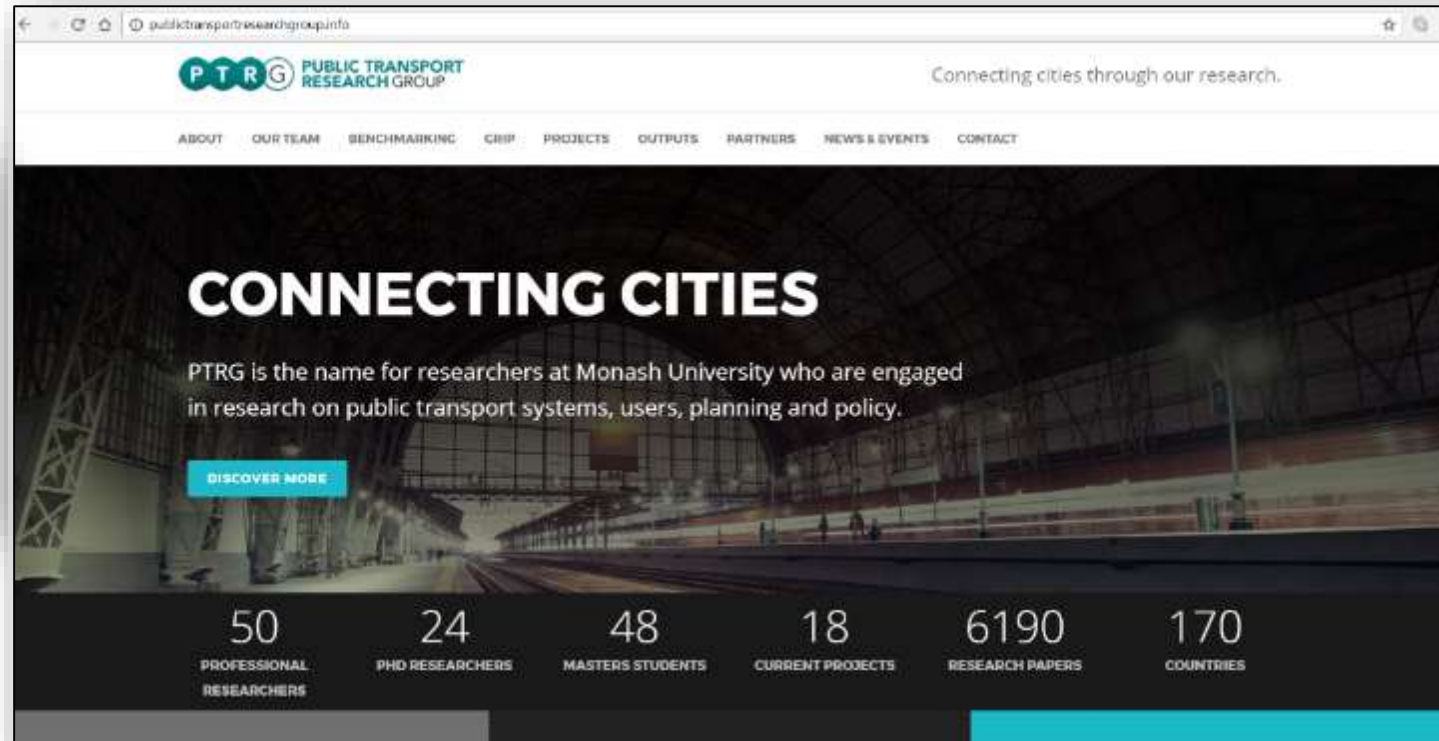 publictransportresearchgroup.info
PTRG PUBLIC TRANSPORT
RESEARCH GROUP
Connecting cities through our research.
ABOUT OUR TEAM BENCHMARKING GRIP PROJECTS OUTPUTS PARTNERS NEWS & EVENTS CONTACT
CONNECTING CITIES
PTRG is the name for researchers at Monash University who are engaged
in research on public transport systems, users, planning and policy.
DISCOVER MORE
50 24 48 18 6190 170
PROFESSIONAL PHD RESEARCHERS MASTERS STUDENTS CURRENT PROJECTS RESEARCH PAPERS COUNTRIES
RESEARCHERS